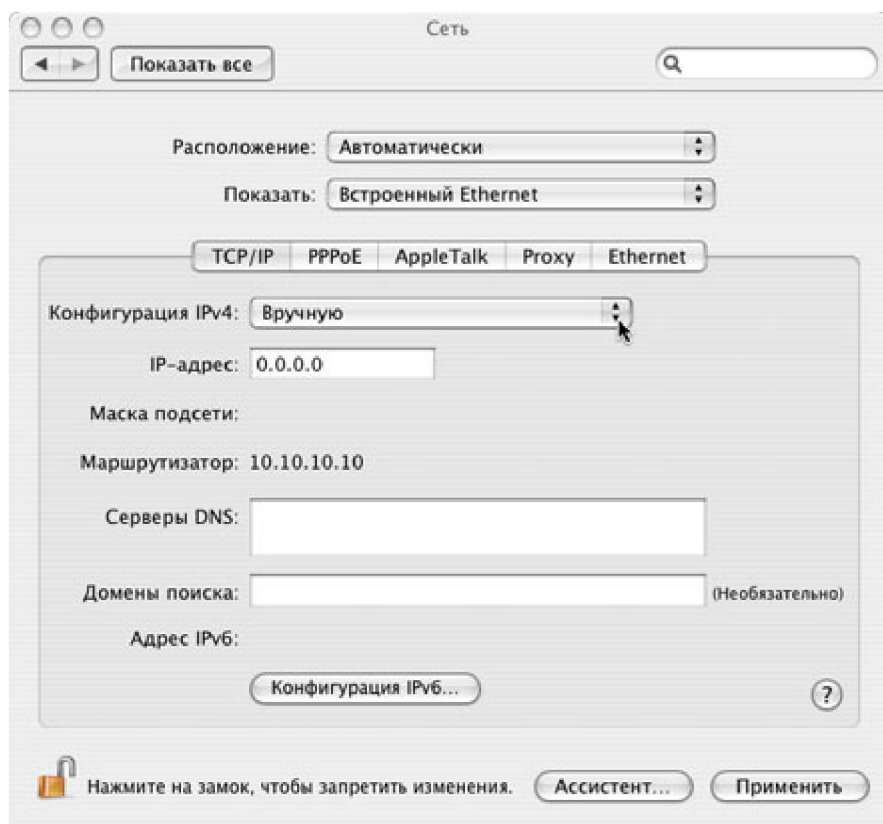 Сеть
Показать все
Расположение: Автоматически
Показать: Встроенный Ethernet
TCP/IP PPPoE AppleTalk Proxy Ethernet
Конфигурация IPv4: Вручную
IP-адрес: 0.0.0.0
Маска подсети:
Маршрутизатор: 10.10.10.10
Серверы DNS:
Домены поиска: (Необязательно)
Адрес IPv6:
Конфигурация IPv6...
?
Нажмите на замок, чтобы запретить изменения. Ассистент... Применить